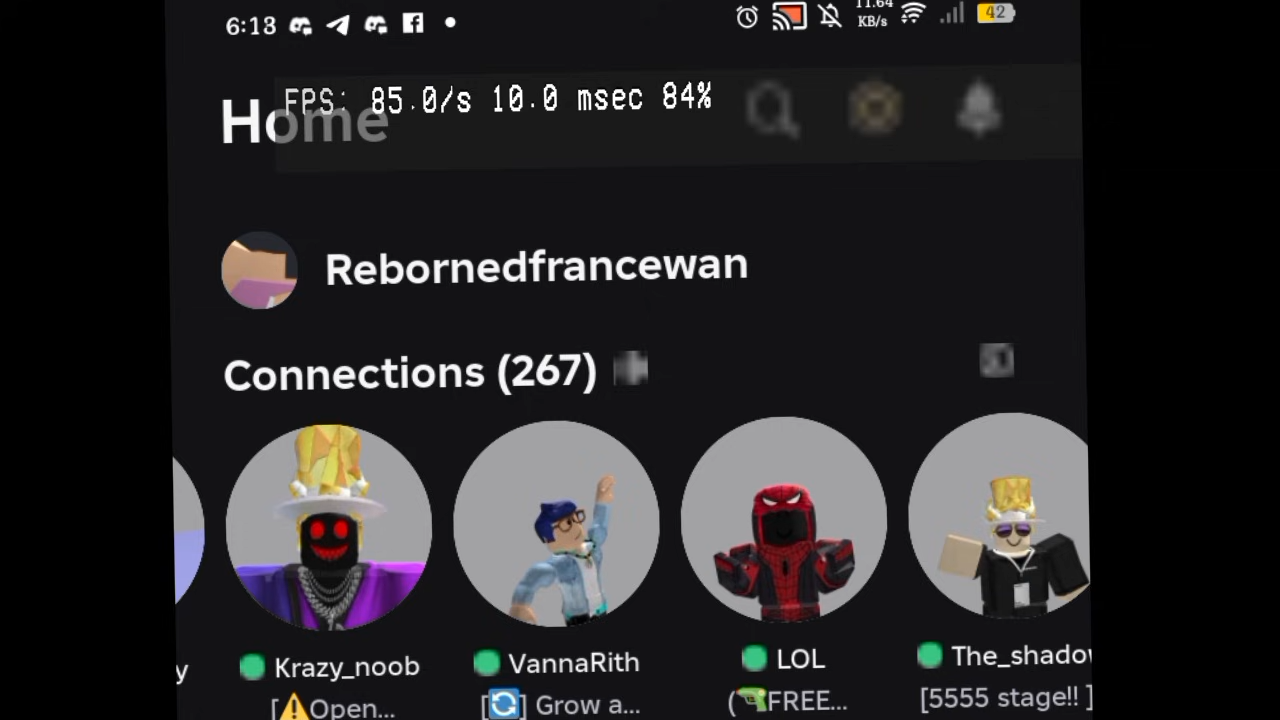 6:13
11.64
KB/s
42
FPS: 85.0/s 10.0 msec 84%
Home
Rebornedfrancewan
Connections (267)
y
Krazy_noob
VannaRith
LOL
The_shadov
[⚠️Open...
[🔄] Grow a...
(🔫FREE...
[5555 stage!! ]